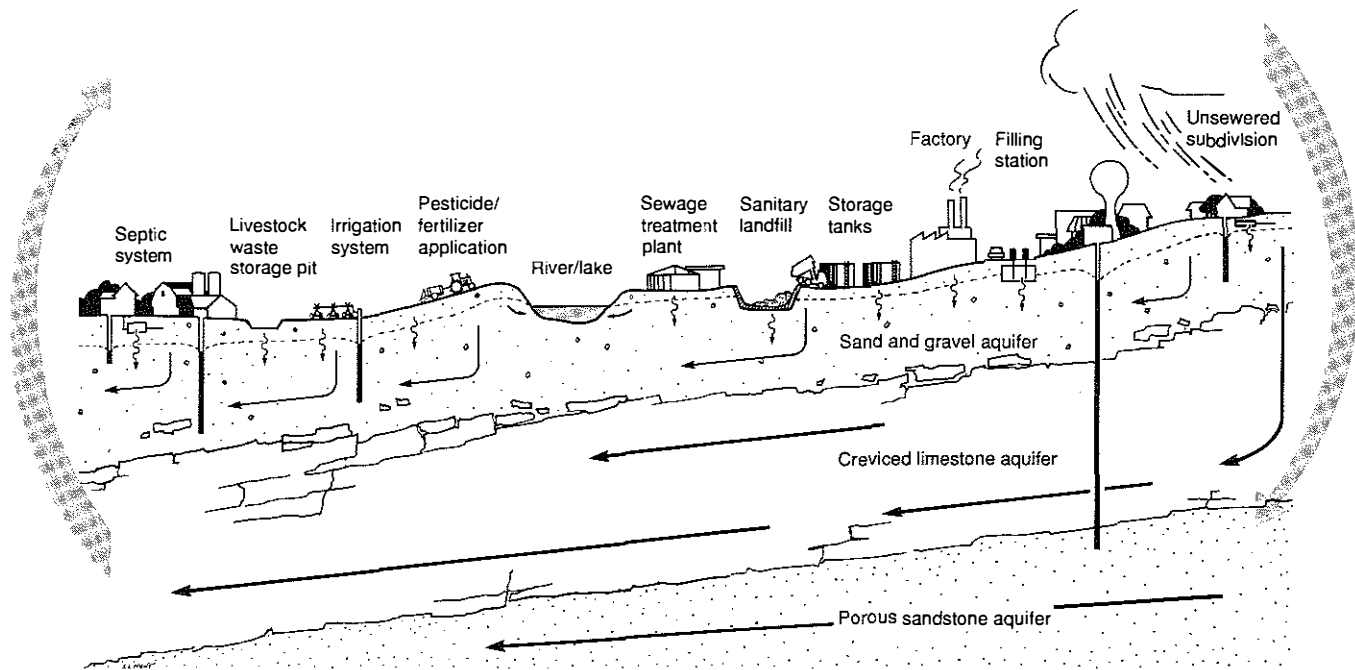 Septic
system
Livestock
waste
storage pit
Irrigation
system
Pesticide/
fertilizer
application
River/lake
Sewage
treatment
plant
Sanitary
landfill
Storage
tanks
Factory
Filling
station
Unsewered
subdivision
Sand and gravel aquifer
Creviced limestone aquifer
Porous sandstone aquifer